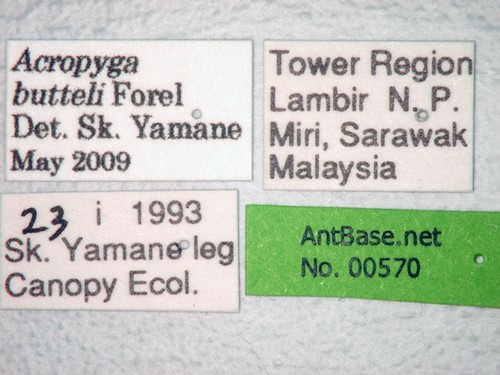 Acropyga
butteli Forel
Det. Sk. Yamane
May 2009
Tower Region
Lambir N. P.
Miri, Sarawak
Malaysia
23 i 1993
Sk. Yamane leg
Canopy Ecol.
AntBase.net
No. 00570